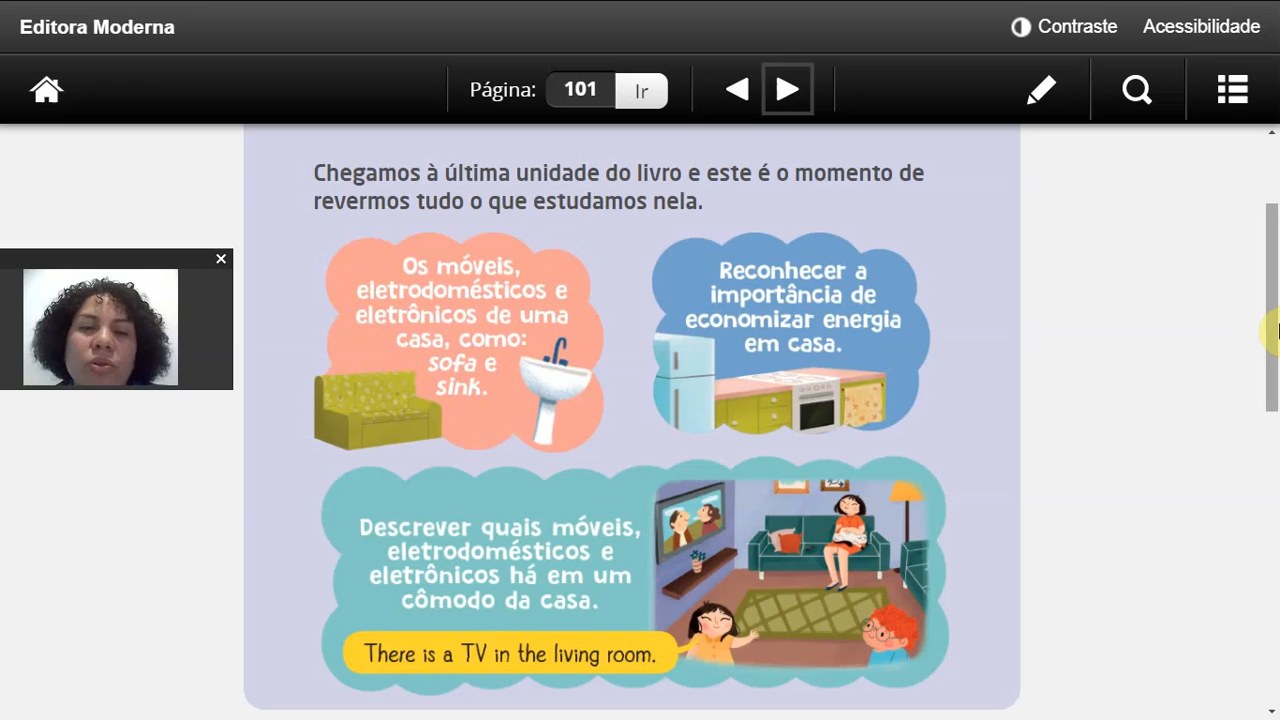 Editora Moderna
Contraste
Acessibilidade
Página: 101 Ir
Chegamos à última unidade do livro e este é o momento de
revermos tudo o que estudamos nela.
Os móveis,
eletrodomésticos e
eletrônicos de uma
casa, como:
sofa e
sink.
Reconhecer a
importância de
economizar energia
em casa.
Descrever quais móveis,
eletrodomésticos e
eletrônicos há em um
cômodo da casa.
There is a TV in the living room.